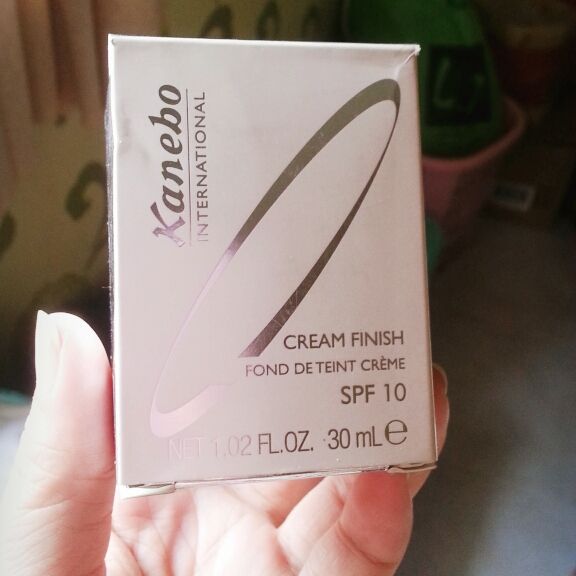 Kanebo
INTERNATIONAL
CREAM FINISH
FOND DE TEINT CRÈME
SPF 10
NET 1.02 FL.OZ. 30 mL ℮